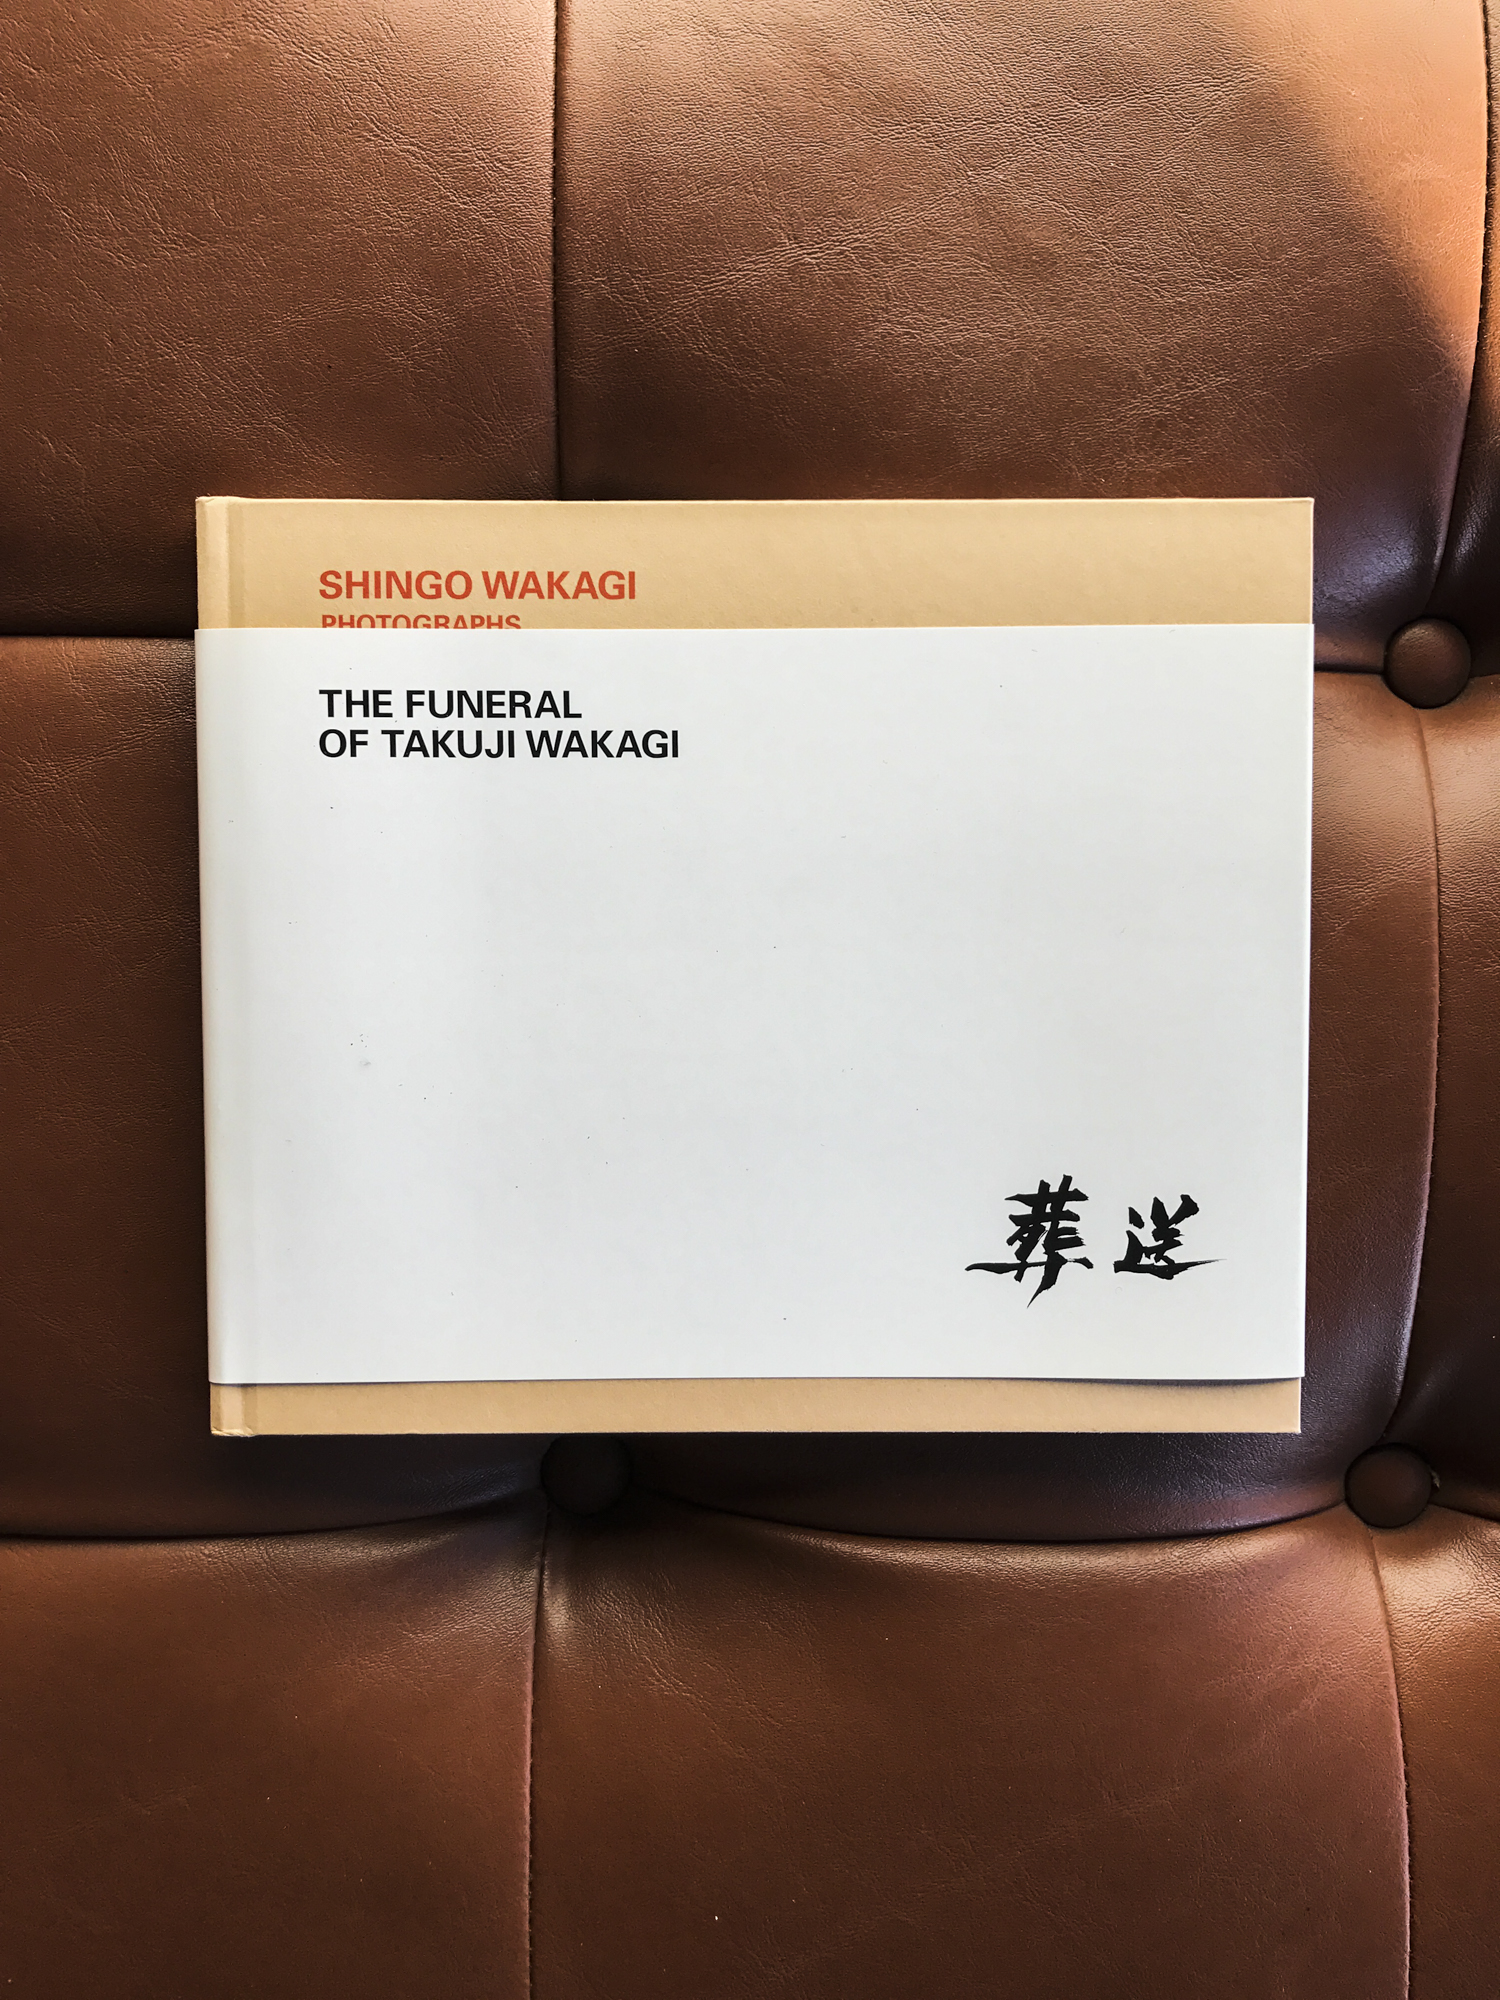 SHINGO WAKAGI
PHOTOGRAPHS
THE FUNERAL
OF TAKUJI WAKAGI
葬送